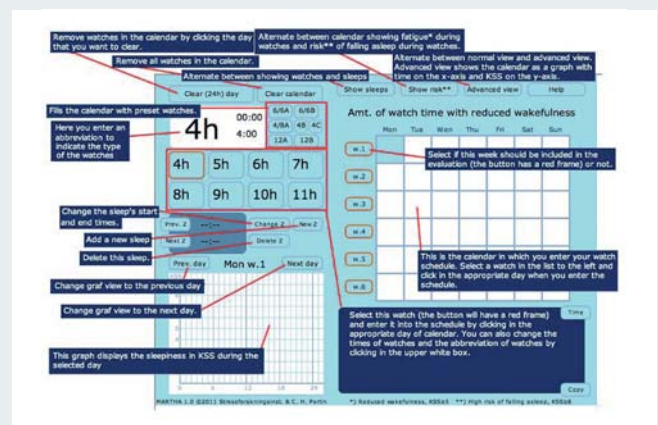 Remove watches in the calendar by clicking the day
that you want to clear.
Alternate between calendar showing fatigue* during
watches and risk** of falling asleep during watches.
Remove all watches in the calendar.
Alternate between normal view and advanced view.
Advanced view shows the calendar as a graph with
time on the x-axis and KSS on the y-axis.
Alternate between showing watches and sleeps
Clear (24h) day
Clear calendar
Show sleeps
Show risk**
Advanced view
Help
Fills the calendar with preset watches.
Here you enter an
abbreviation to
indicate the type
of the watches
4h
00:00
4:00
6/6A 6/6B
4/8A 4B 4C
12A 12B
Amt. of watch time with reduced wakefulness
Mon Tue Wen Thu Fri Sat Sun
w.1
Select if this week should be included in the
evaluation (the button has a red frame) or not.
4h 5h 6h 7h
8h 9h 10h 11h
w.2
w.3
w.4
w.5
w.6
Change the sleep's start
and end times.
Prev. Z
--:--
Change Z
New Z
Add a new sleep
Next Z
--:--
Delete Z
Delete this sleep.
This is the calendar in which you enter your watch
schedule. Select a watch in the list to the left and
click in the appropriate day when you enter the
schedule.
Prev. day
Mon w.1
Next day
Change graf view to the previous day
Change graf view to the next day.
This graph displays the sleepiness in KSS during the
selected day
Select this watch (the button will have a red frame)
and enter it into the schedule by clicking in the
appropriate day of calendar. You can also change the
times of watches and the abbreviation of watches by
clicking in the upper white box.
Time
Copy
0 6 12 18 24
MARTHA 1.0 ©2011 Stressforskningsinst. & C. H. Portin
*) Reduced wakefulness, KSS≥6 **) High risk of falling asleep, KSS≥8